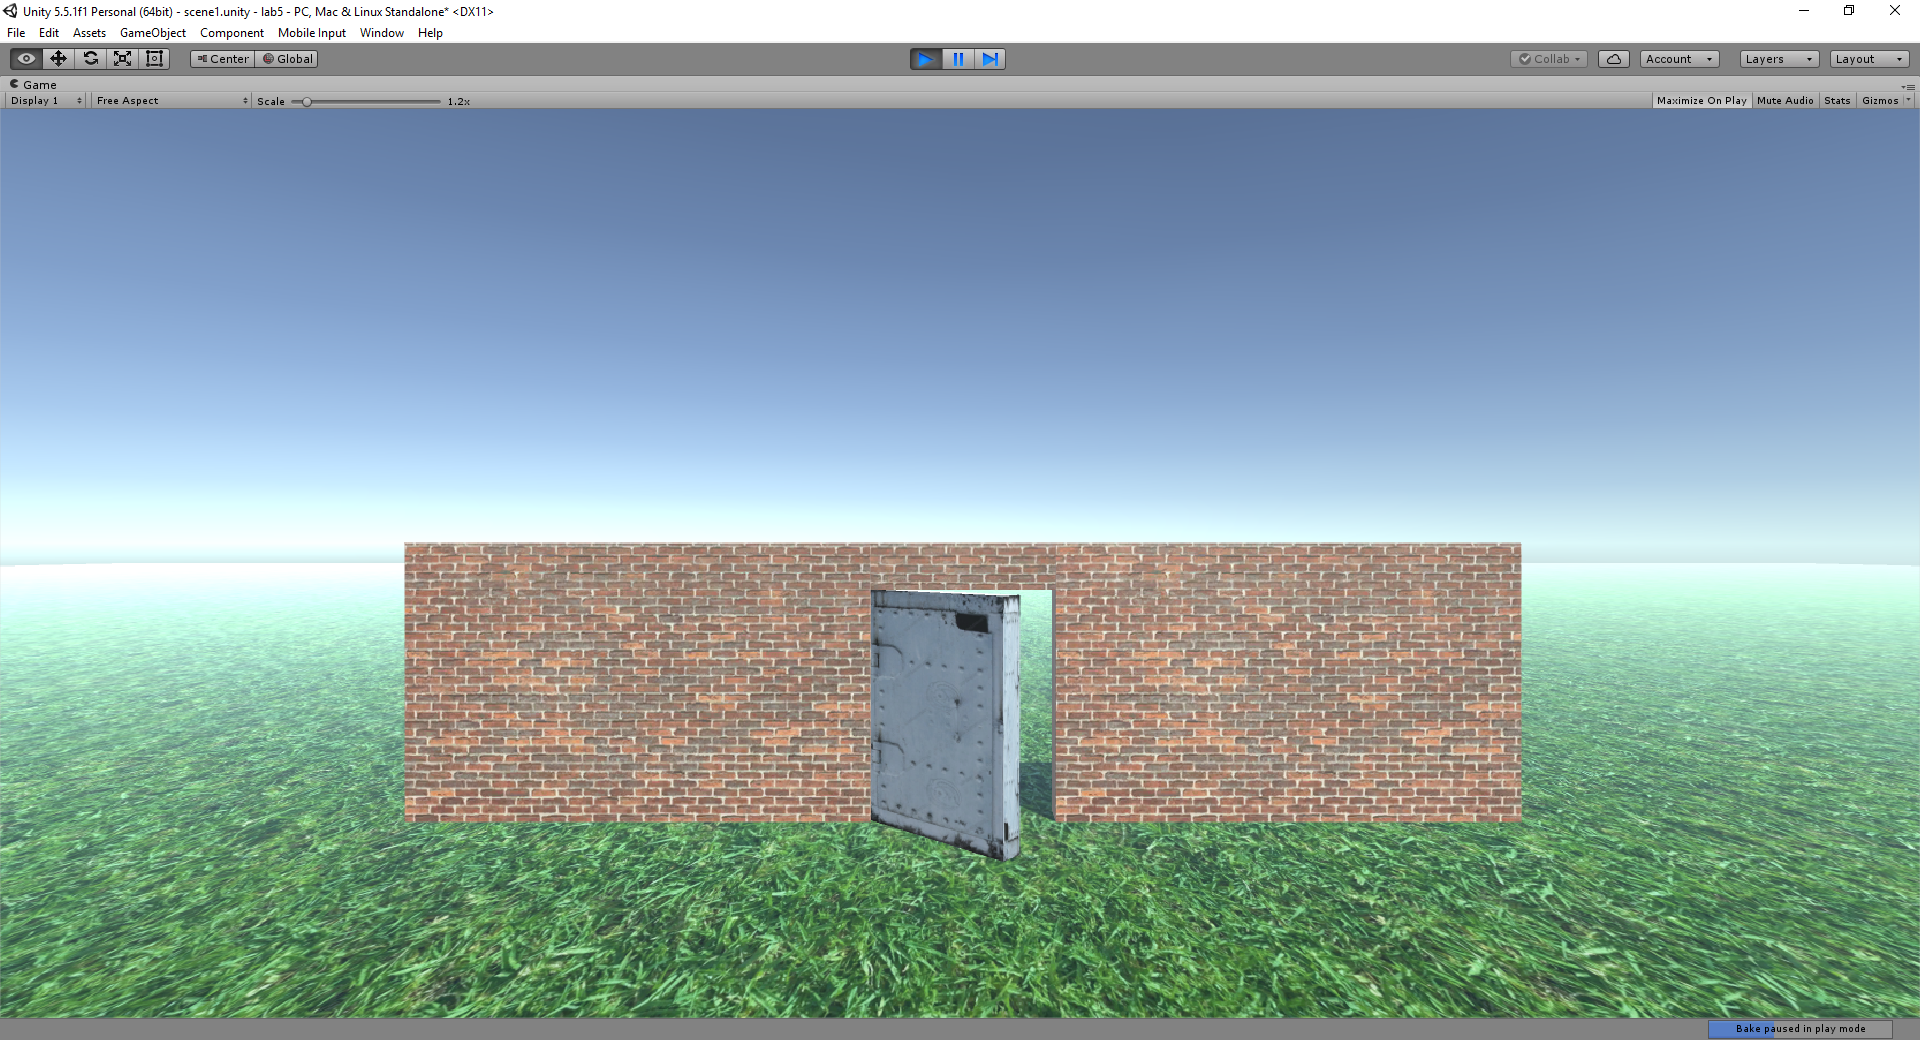 Unity 5.5.1f1 Personal (64bit) - scene1.unity - lab5 - PC, Mac & Linux Standalone* <DX11>
File Edit Assets GameObject Component Mobile Input Window Help
Center Global Collab Account Layers Layout
Game
Display 1 Free Aspect Scale 1.2x Maximize On Play Mute Audio Stats Gizmos
Bake paused in play mode